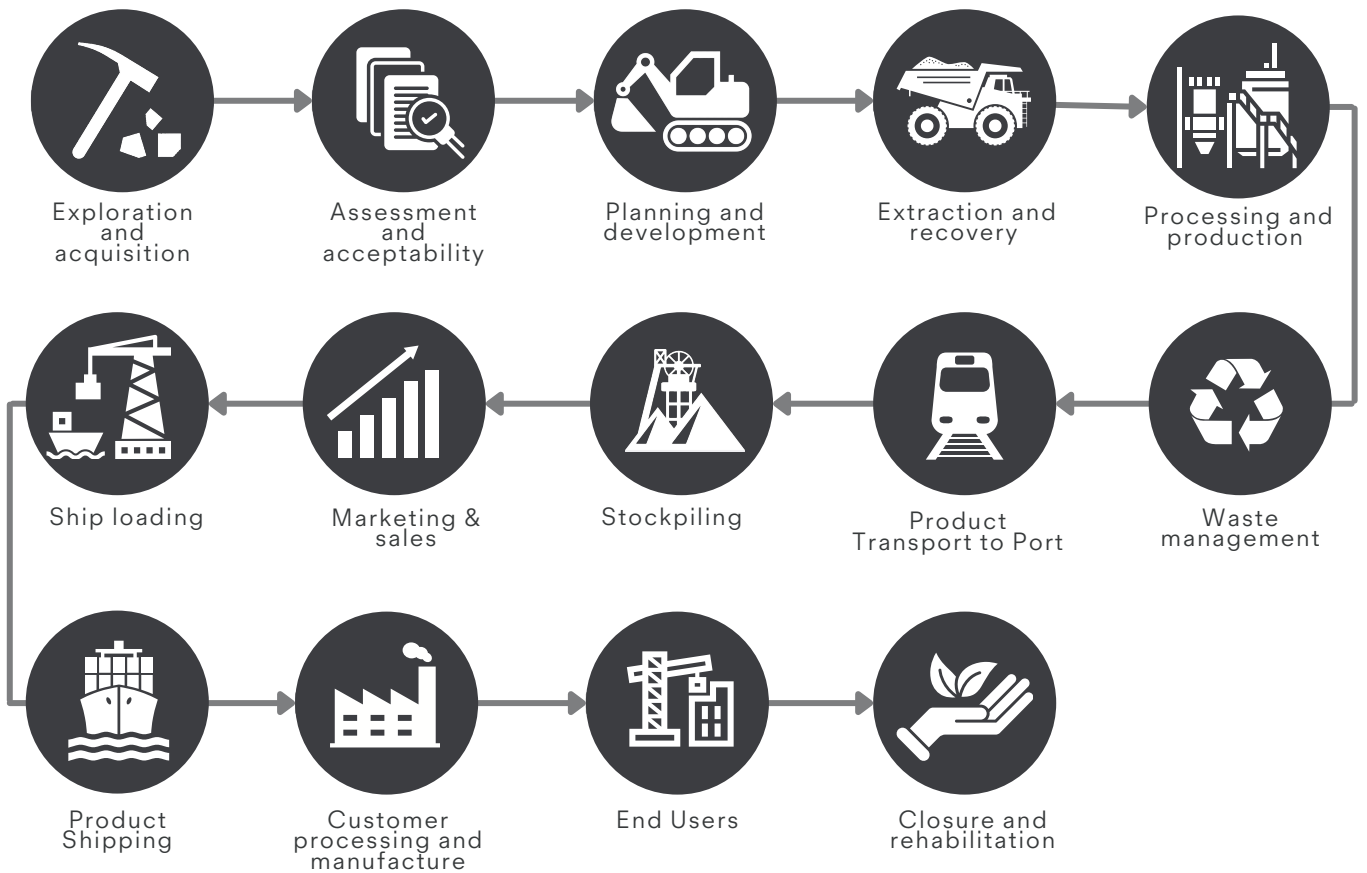 Exploration
and
acquisition
Assessment
and
acceptability
Planning and
development
Extraction and
recovery
Processing and
production
Waste
management
Product
Transport to Port
Stockpiling
Marketing &
sales
Ship loading
Product
Shipping
Customer
processing and
manufacture
End Users
Closure and
rehabilitation